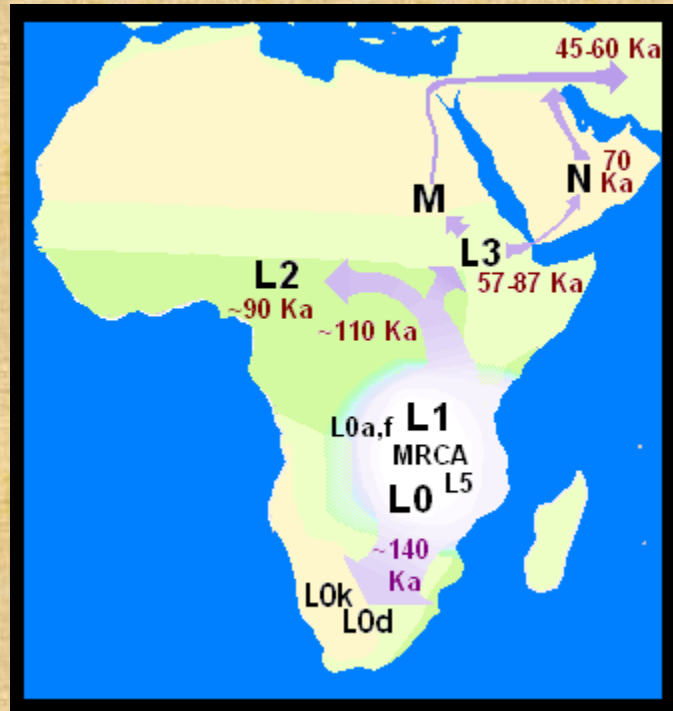 45-60 Ka
M
N 70
Ka
L3
57-87 Ka
L2
~90 Ka
~110 Ka
L0a,f L1
MRCA
L0 L5
~140
Ka
L0k
L0d